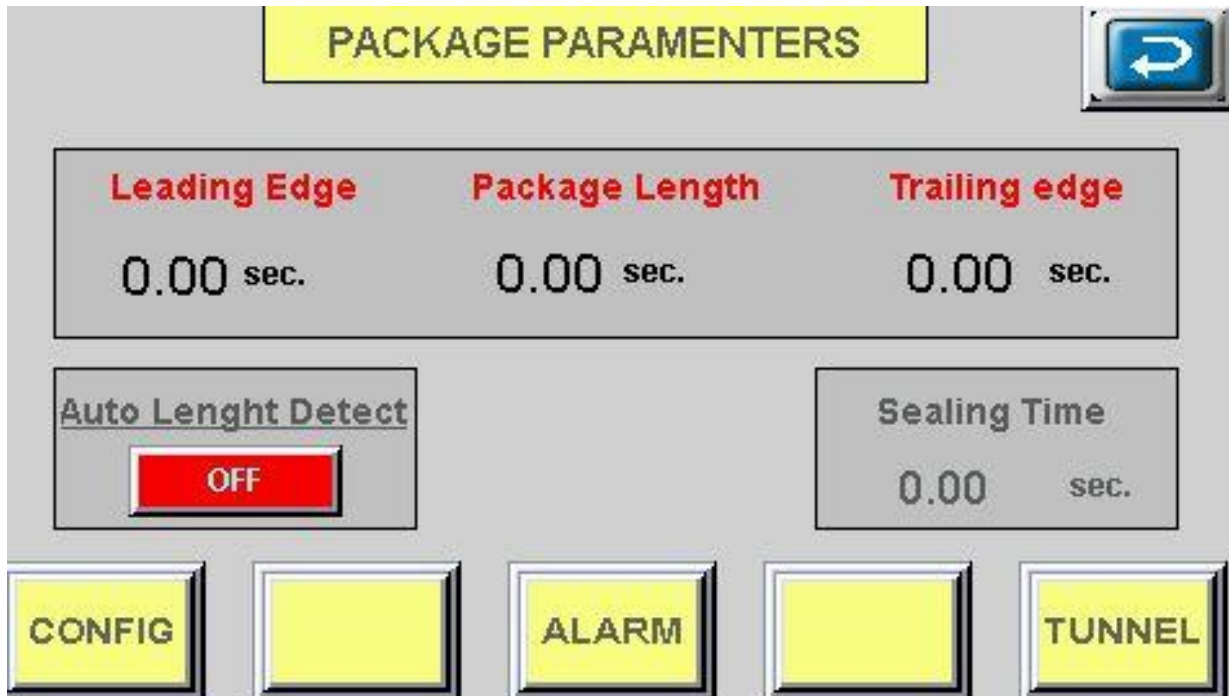 PACKAGE PARAMENTERS
Leading Edge Package Length Trailing edge
0.00 sec. 0.00 sec. 0.00 sec.
Auto Lenght Detect Sealing Time
OFF 0.00 sec.
CONFIG ALARM TUNNEL